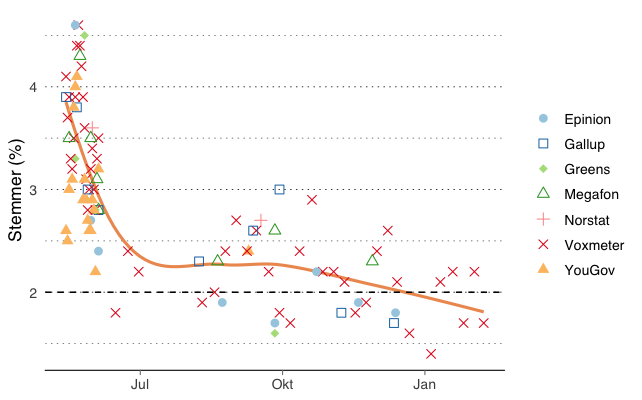 Stemmer (%)
4
3
2
Jul
Okt
Jan
Epinion
Gallup
Greens
Megafon
Norstat
Voxmeter
YouGov